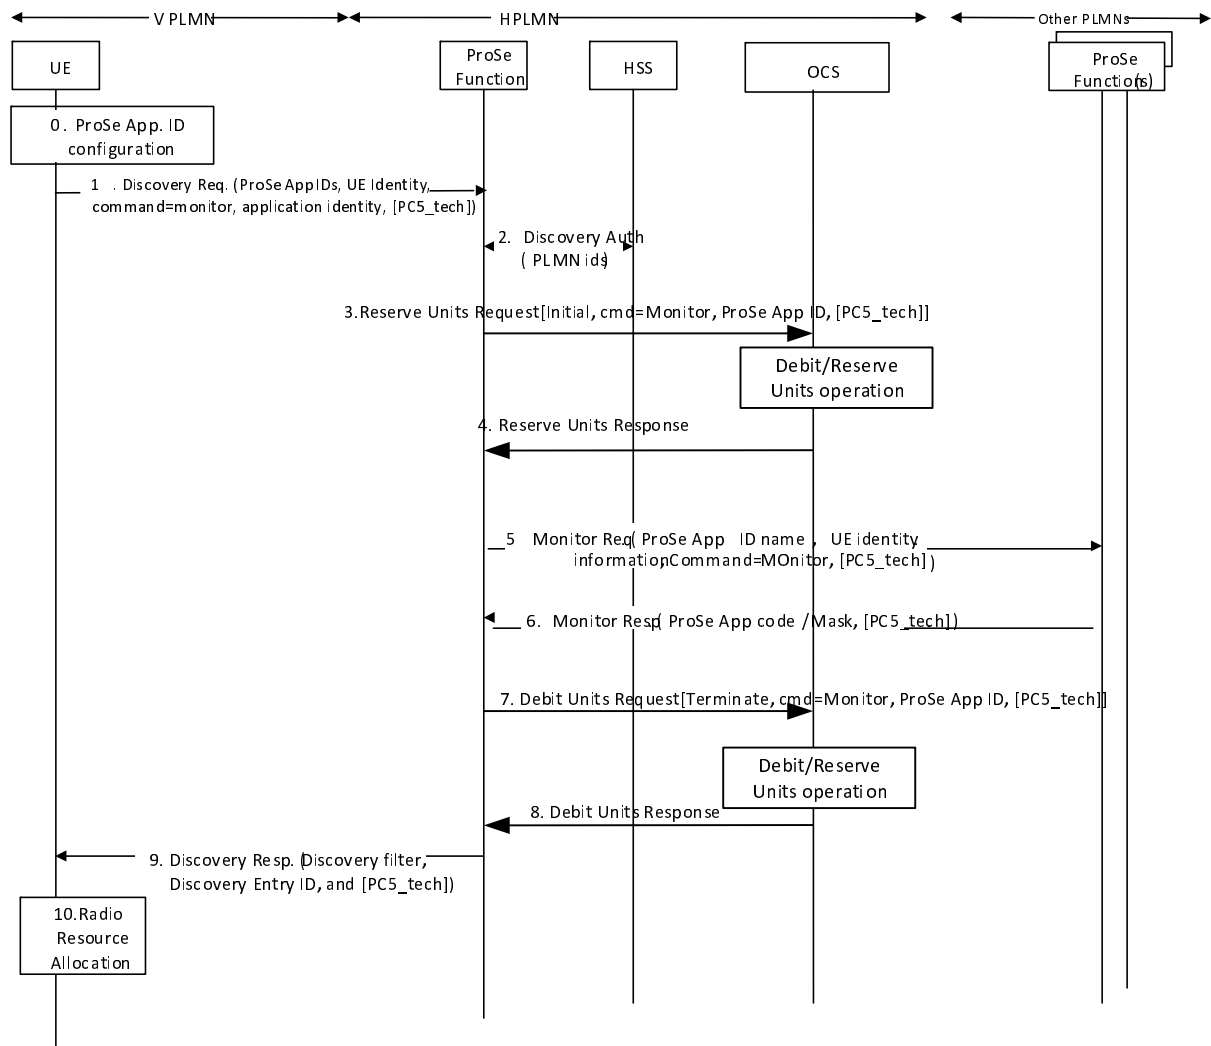 V PLMN
HPLMN
Other PLMNs
UE
ProSe
Function
HSS
OCS
ProSe
Function(s)
0. ProSe App. ID
configuration
1 . Discovery Req. (ProSe AppIDs, UE Identity,
command=monitor, application identity, [PC5_tech])
2. Discovery Auth
( PLMN ids)
3.Reserve Units Request[Initial, cmd=Monitor, ProSe App ID, [PC5_tech]]
Debit/Reserve
Units operation
4. Reserve Units Response
5 Monitor Req.( ProSe App ID name , UE identity
information,Command=MOnitor, [PC5_tech] )
6. Monitor Resp.( ProSe App code /Mask, [PC5_tech])
7. Debit Units Request[Terminate, cmd=Monitor, ProSe App ID, [PC5_tech]]
Debit/Reserve
Units operation
8. Debit Units Response
9. Discovery Resp. (Discovery filter,
Discovery Entry ID, and [PC5_tech])
10.Radio
Resource
Allocation